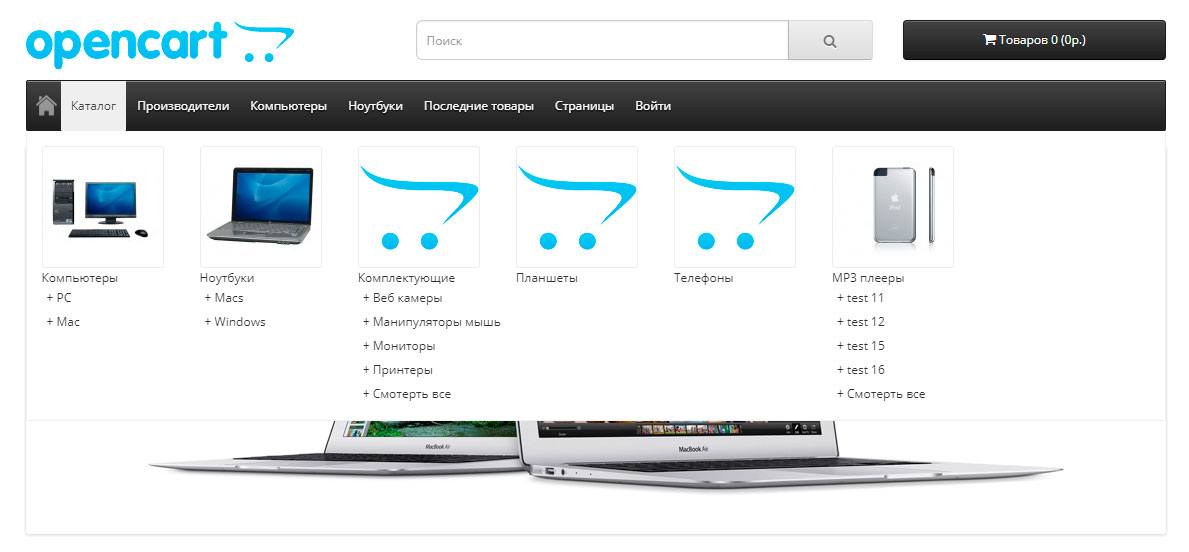 opencart
Поиск
Товаров 0 (0р.)
Каталог Производители Компьютеры Ноутбуки Последние товары Страницы Войти
Компьютеры Ноутбуки Комплектующие Планшеты Телефоны MP3 плееры
+ PC + Macs + Веб камеры + test 11
+ Mac + Windows + Манипуляторы мышь + test 12
+ Мониторы + test 15
+ Принтеры + test 16
+ Смотерть все + Смотерть все
MacBook Air
MacBook Air